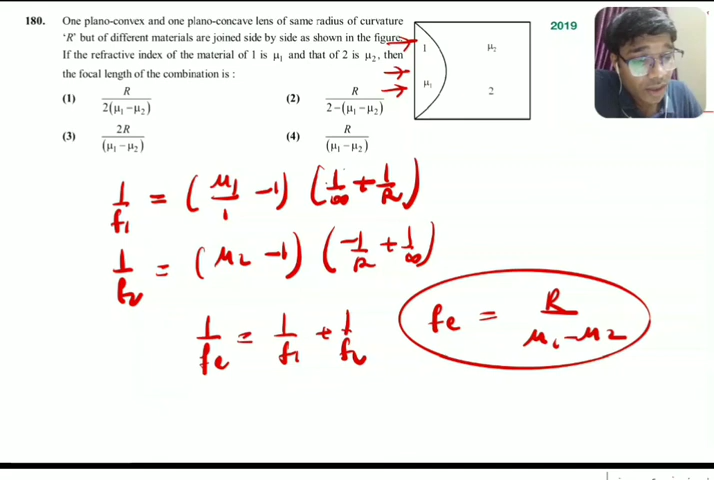 180. One plano-convex and one plano-concave lens of same radius of curvature
'R' but of different materials are joined side by side as shown in the figure.
If the refractive index of the material of 1 is μ₁ and that of 2 is μ₂, then
the focal length of the combination is :
(1) R / 2(μ₁ −μ₂) (2) R / 2−(μ₁ −μ₂)
(3) 2R / (μ₁ −μ₂) (4) R / (μ₁ −μ₂)
1 μ₂
μ₁ 2
2019
1/f₁ = (μ₁/1 −1) (1/∞ + 1/R)
1/f₂ = (μ₂ −1) (−1/R + 1/∞)
1/fe = 1/f₁ + 1/f₂
fe = R / μ₁−μ₂